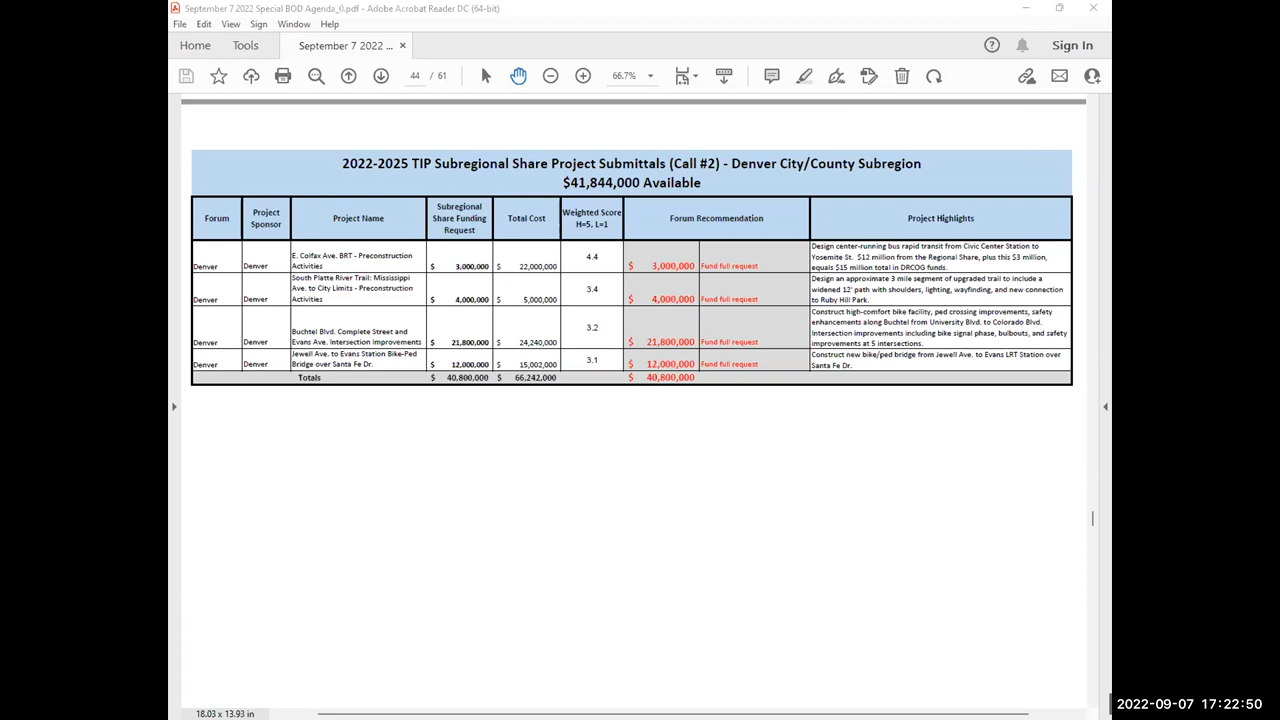 September 7 2022 Special BOD Agenda_0.pdf - Adobe Acrobat Reader DC (64-bit)
File Edit View Sign Window Help
Home Tools September 7 2022 ... × Sign In
44 / 61 66.7%
2022-2025 TIP Subregional Share Project Submittals (Call #2) - Denver City/County Subregion
$41,844,000 Available
Forum
Project
Sponsor
Project Name
Subregional
Share Funding
Request
Total Cost
Weighted Score
H=5, L=1
Forum Recommendation
Project Highlights
Denver
Denver
E. Colfax Ave. BRT - Preconstruction
Activities
$ 3,000,000
$ 22,000,000
4.4
$ 3,000,000
Fund full request
Design center-running bus rapid transit from Civic Center Station to
Yosemite St. $12 million from the Regional Share, plus this $3 million,
equals $15 million total in DRCOG funds.
Denver
Denver
South Platte River Trail: Mississippi
Ave. to City Limits - Preconstruction
Activities
$ 4,000,000
$ 5,000,000
3.4
$ 4,000,000
Fund full request
Design an approximate 3 mile segment of upgraded trail to include a
widened 12' path with shoulders, lighting, wayfinding, and new connection
to Ruby Hill Park.
Denver
Denver
Buchtel Blvd. Complete Street and
Evans Ave. Intersection Improvements
$ 21,800,000
$ 24,240,000
3.2
$ 21,800,000
Fund full request
Construct high-comfort bike facility, ped crossing improvements, safety
enhancements along Buchtel from University Blvd. to Colorado Blvd.
Intersection improvements including bike signal phase, bulbouts, and safety
improvements at 5 intersections.
Denver
Denver
Jewell Ave. to Evans Station Bike-Ped
Bridge over Santa Fe Dr.
$ 12,000,000
$ 15,002,000
3.1
$ 12,000,000
Fund full request
Construct new bike/ped bridge from Jewell Ave. to Evans LRT Station over
Santa Fe Dr.
Totals
$ 40,800,000
$ 66,242,000
$ 40,800,000
18.03 x 13.93 in
2022-09-07 17:22:50